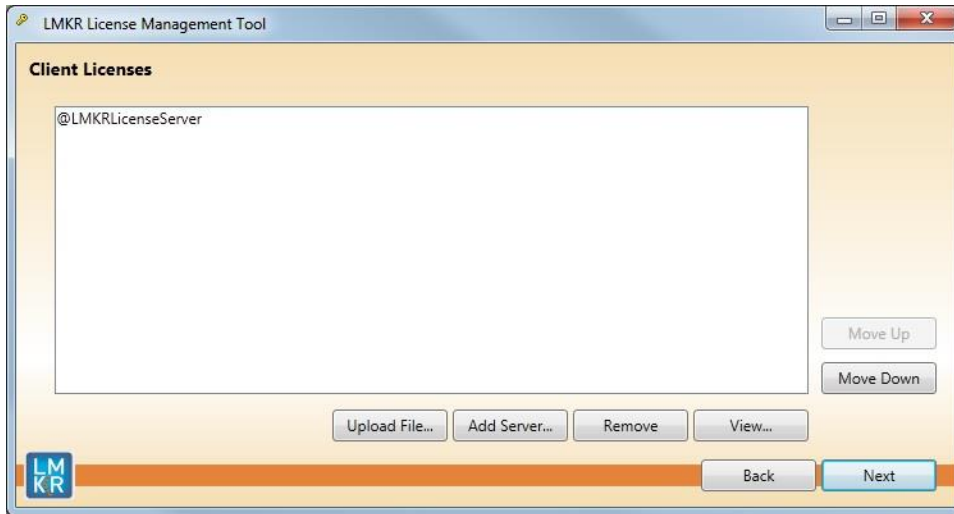 LMKR License Management Tool
Client Licenses
@LMKRLicenseServer
Move Up
Move Down
Upload File... Add Server... Remove View...
LM
KR
Back Next